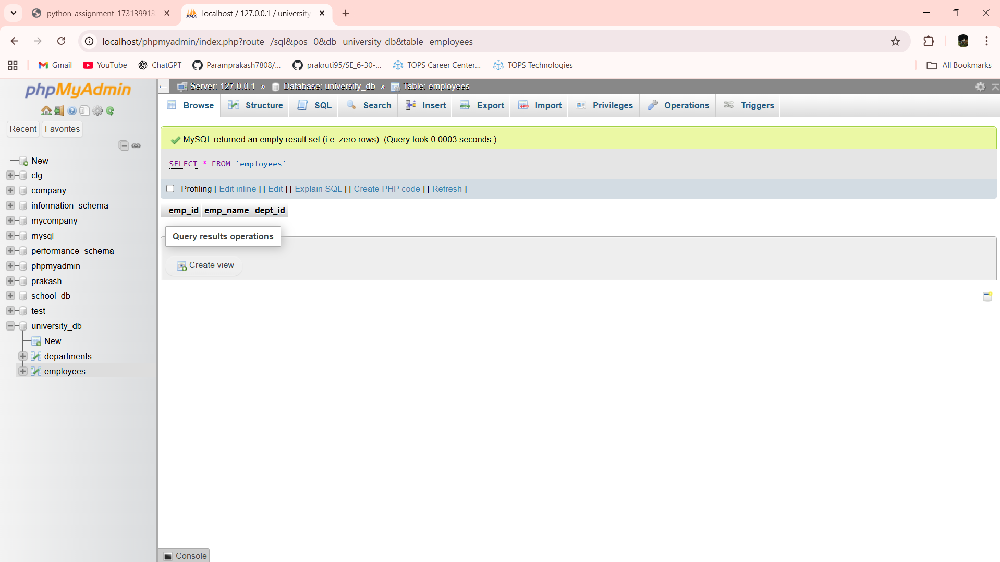 python_assignment_173139913
localhost / 127.0.0.1 / university
localhost/phpmyadmin/index.php?route=/sql&pos=0&db=university_db&table=employees
Gmail
YouTube
ChatGPT
Paramprakash7808/...
prakruti95/SE_6-30-...
TOPS Career Center...
TOPS Technologies
All Bookmarks
phpMyAdmin
Recent
Favorites
New
clg
company
information_schema
mycompany
mysql
performance_schema
phpmyadmin
prakash
school_db
test
university_db
New
departments
employees
Server: 127.0.0.1 » Database: university_db » Table: employees
Browse
Structure
SQL
Search
Insert
Export
Import
Privileges
Operations
Triggers
MySQL returned an empty result set (i.e. zero rows). (Query took 0.0003 seconds.)
SELECT * FROM `employees`
Profiling [ Edit inline ] [ Edit ] [ Explain SQL ] [ Create PHP code ] [ Refresh ]
emp_id emp_name dept_id
Query results operations
Create view
Console